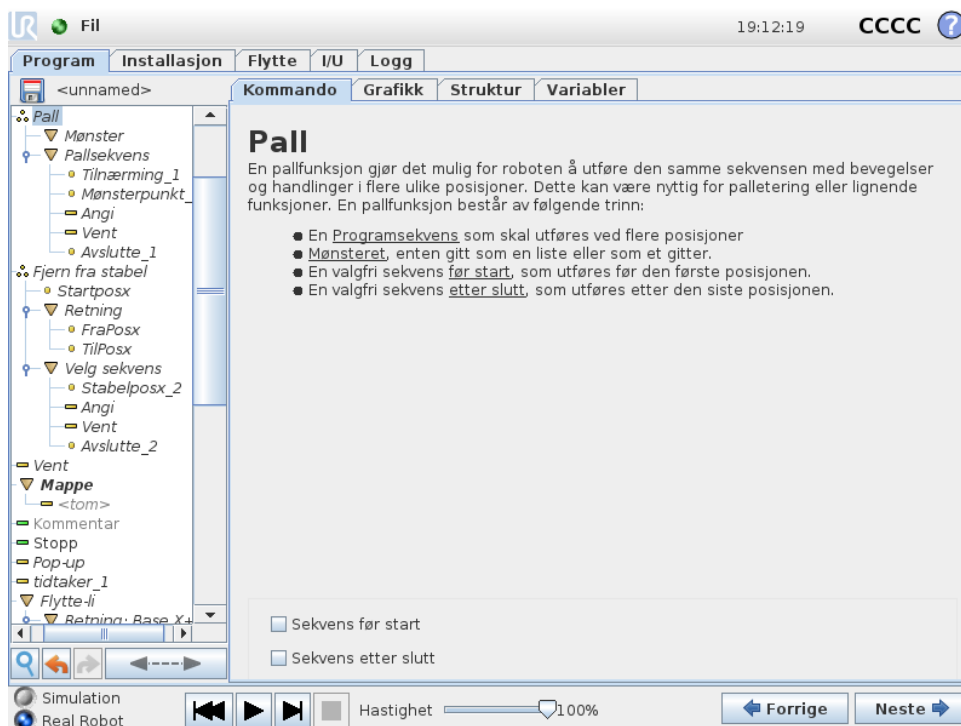 UR Fil 19:12:19 CCCC ?
Program Installasjon Flytte I/U Logg
<unnamed>
Kommando Grafikk Struktur Variabler
Pall
Mønster
Pallsekvens
Tilnærming_1
Mønsterpunkt_
Angi
Vent
Avslutte_1
Fjern fra stabel
Startposx
Retning
FraPosx
TilPosx
Velg sekvens
Stabelposx_2
Angi
Vent
Avslutte_2
Vent
Mappe
<tom>
Kommentar
Stopp
Pop-up
tidtaker_1
Flytte-li
Retning: Base X+
Pall
En pallfunksjon gjør det mulig for roboten å utføre den samme sekvensen med bevegelser
og handlinger i flere ulike posisjoner. Dette kan være nyttig for palletering eller lignende
funksjoner. En pallfunksjon består av følgende trinn:
En Programsekvens som skal utføres ved flere posisjoner
Mønsteret, enten gitt som en liste eller som et gitter.
En valgfri sekvens før start, som utføres før den første posisjonen.
En valgfri sekvens etter slutt, som utføres etter den siste posisjonen.
Sekvens før start
Sekvens etter slutt
Simulation
Real Robot
Hastighet 100%
Forrige Neste